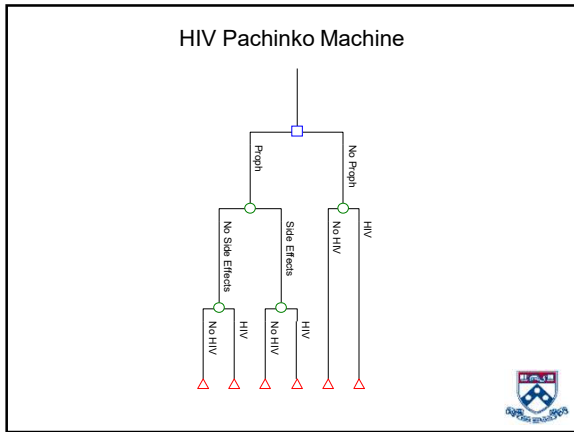 HIV Pachinko Machine
Proph
No Proph
No Side Effects
Side Effects
No HIV
HIV
No HIV
HIV
No HIV
HIV